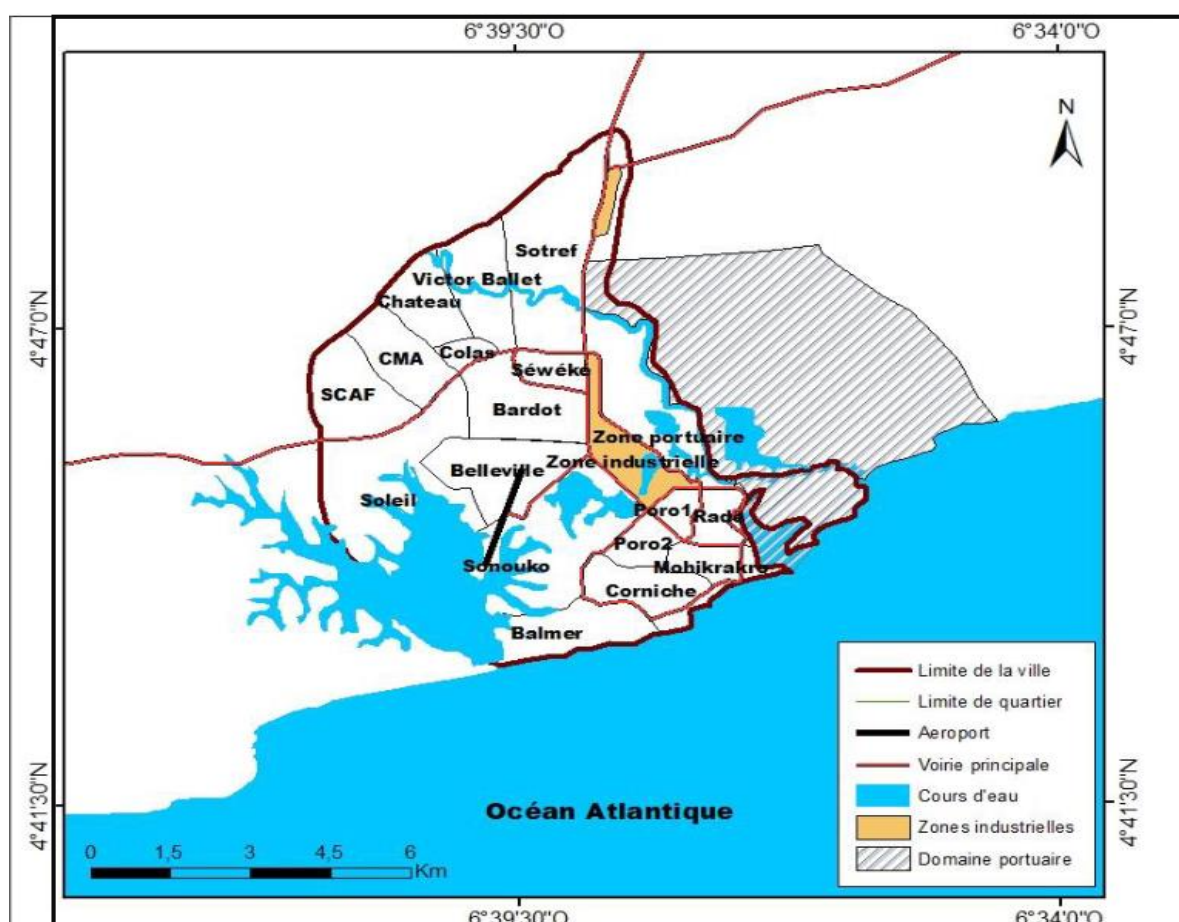 6°39'30"O
6°34'0"O
N
Sotref
Victor Ballet
Chateau
4°47'0"N
4°47'0"N
CMA
Colas
Séwéké
SCAF
Bardot
Zone portuaire
Belleville
Zone industrielle
Soleil
Poro1
Rade
Poro2
Sonouko
Mohikrakro
Corniche
Balmer
Limite de la ville
Limite de quartier
Aeroport
Voirie principale
Cours d'eau
Zones industrielles
Domaine portuaire
Océan Atlantique
4°41'30"N
4°41'30"N
0 1,5 3 4,5 6
Km
6°39'30"O
6°34'0"O